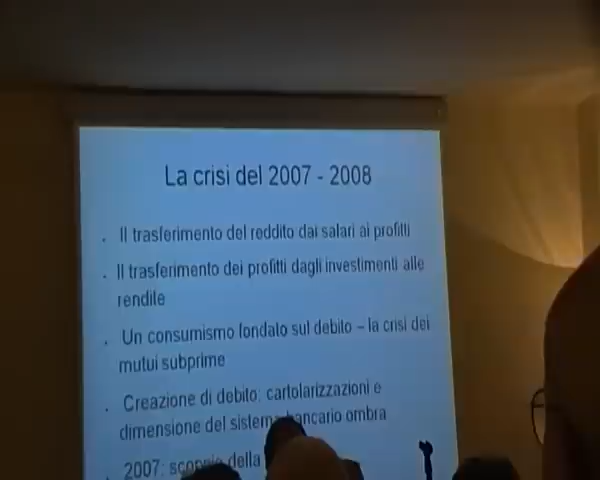 La crisi del 2007 - 2008
. Il trasferimento del reddito dai salari ai profitti
. Il trasferimento dei profitti dagli investimenti alle
rendite
. Un consumismo fondato sul debito – la crisi dei
mutui subprime
. Creazione di debito: cartolarizzazioni e
dimensione del sistema bancario ombra
. 2007: scoppio della